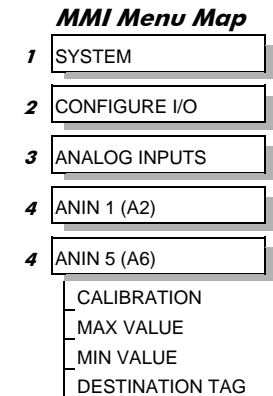 MMI Menu Map
1 SYSTEM
2 CONFIGURE I/O
3 ANALOG INPUTS
4 ANIN 1 (A2)
4 ANIN 5 (A6)
CALIBRATION
MAX VALUE
MIN VALUE
DESTINATION TAG